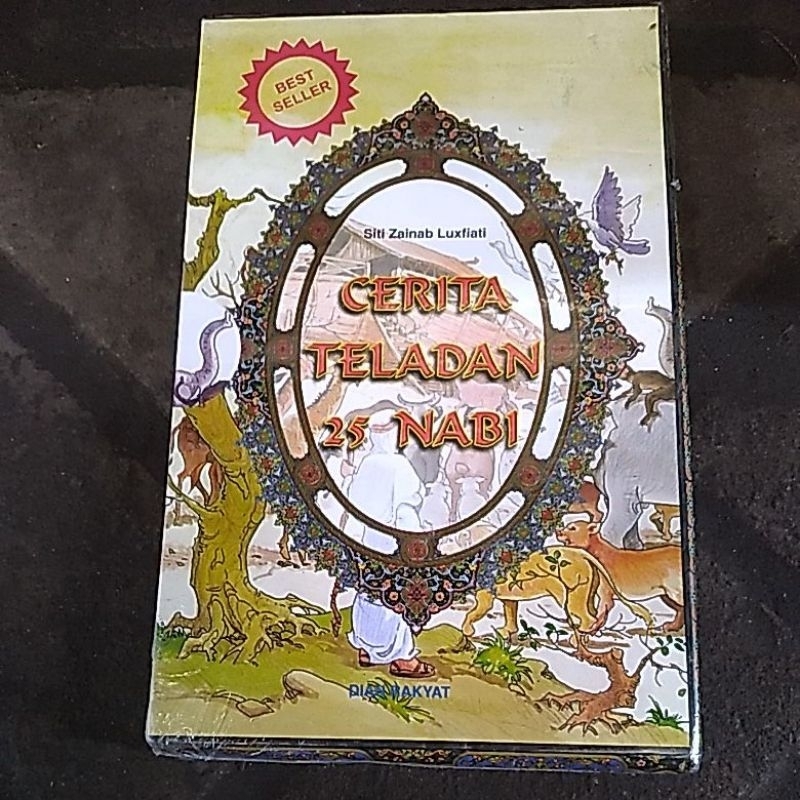 BEST
SELLER
Siti Zainab Luxfiati
CERITA
TELADAN
25 NABI
DIAN RAKYAT